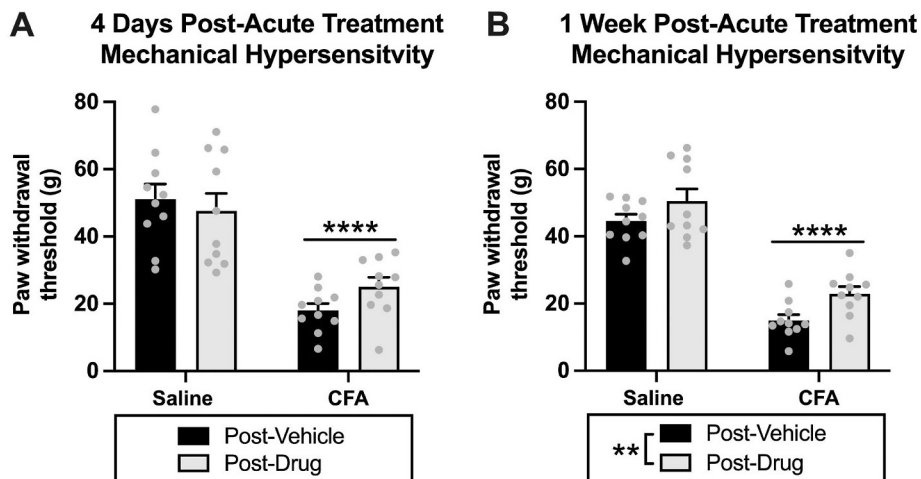 A
4 Days Post-Acute Treatment
Mechanical Hypersensitvity
Paw withdrawal
threshold (g)
80
60
40
20
0
****
Saline
CFA
Post-Vehicle
Post-Drug
B
1 Week Post-Acute Treatment
Mechanical Hypersensitvity
Paw withdrawal
threshold (g)
80
60
40
20
0
****
Saline
CFA
**
Post-Vehicle
Post-Drug